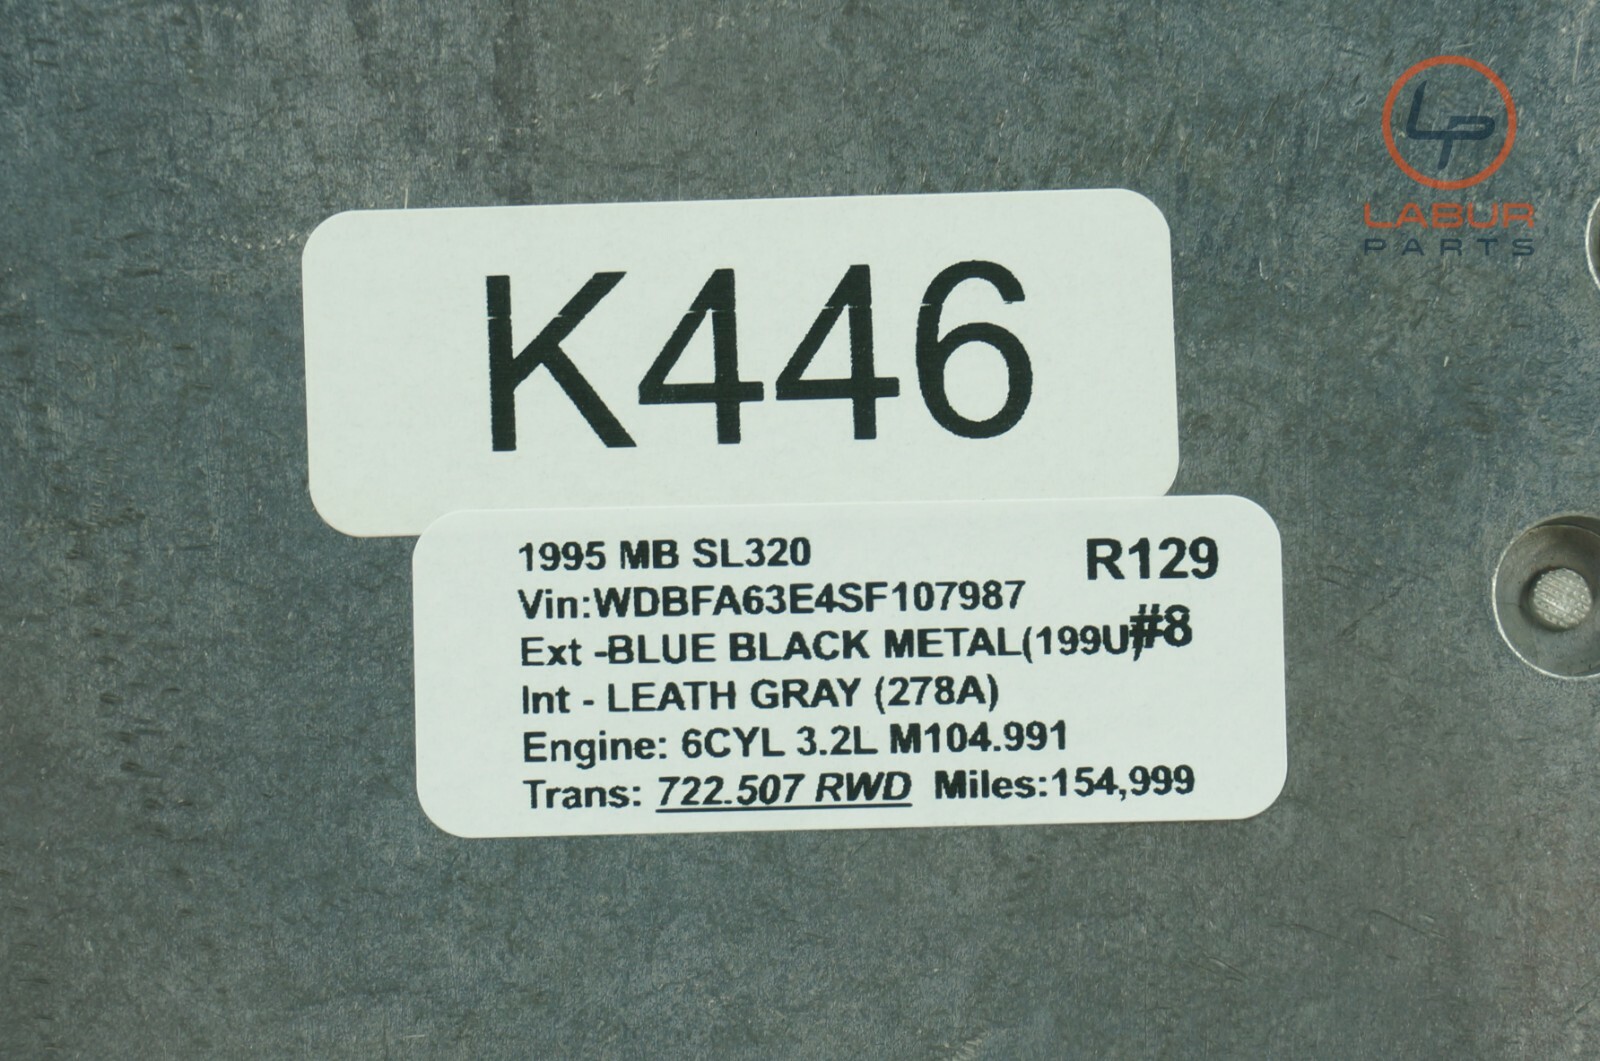 LP
LABUR
PARTS
K446
1995 MB SL320 R129
Vin:WDBFA63E4SF107987
Ext -BLUE BLACK METAL(199U) #8
Int - LEATH GRAY (278A)
Engine: 6CYL 3.2L M104.991
Trans: 722.507 RWD Miles:154,999